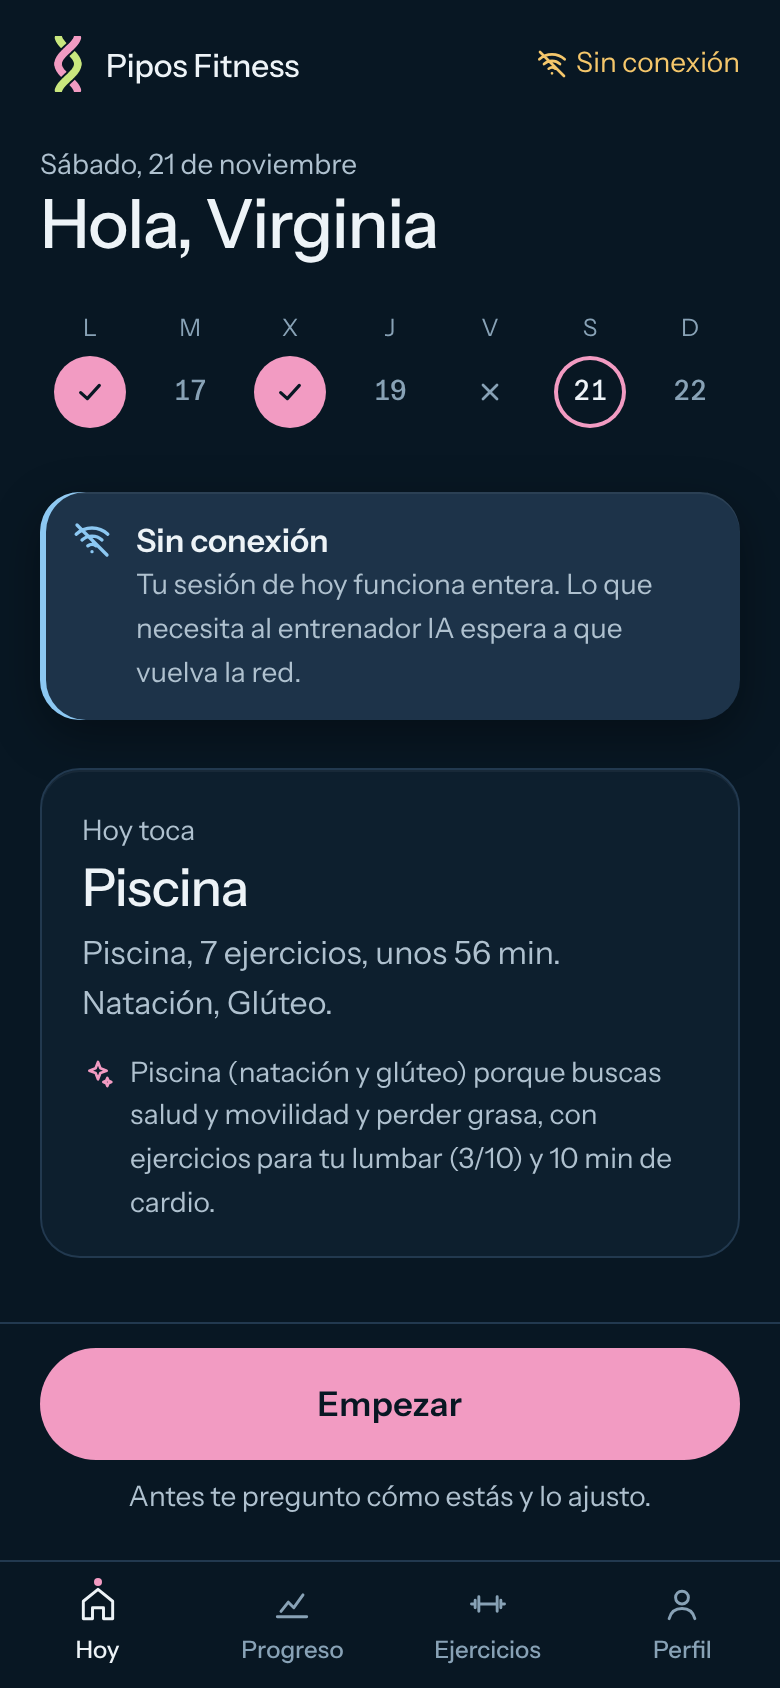 Pipos Fitness
Sin conexión
Sábado, 21 de noviembre
Hola, Virginia
L M X J V S D
17 19 21 22
Sin conexión
Tu sesión de hoy funciona entera. Lo que
necesita al entrenador IA espera a que
vuelva la red.
Hoy toca
Piscina
Piscina, 7 ejercicios, unos 56 min.
Natación, Glúteo.
Piscina (natación y glúteo) porque buscas
salud y movilidad y perder grasa, con
ejercicios para tu lumbar (3/10) y 10 min de
cardio.
Empezar
Antes te pregunto cómo estás y lo ajusto.
Hoy Progreso Ejercicios Perfil